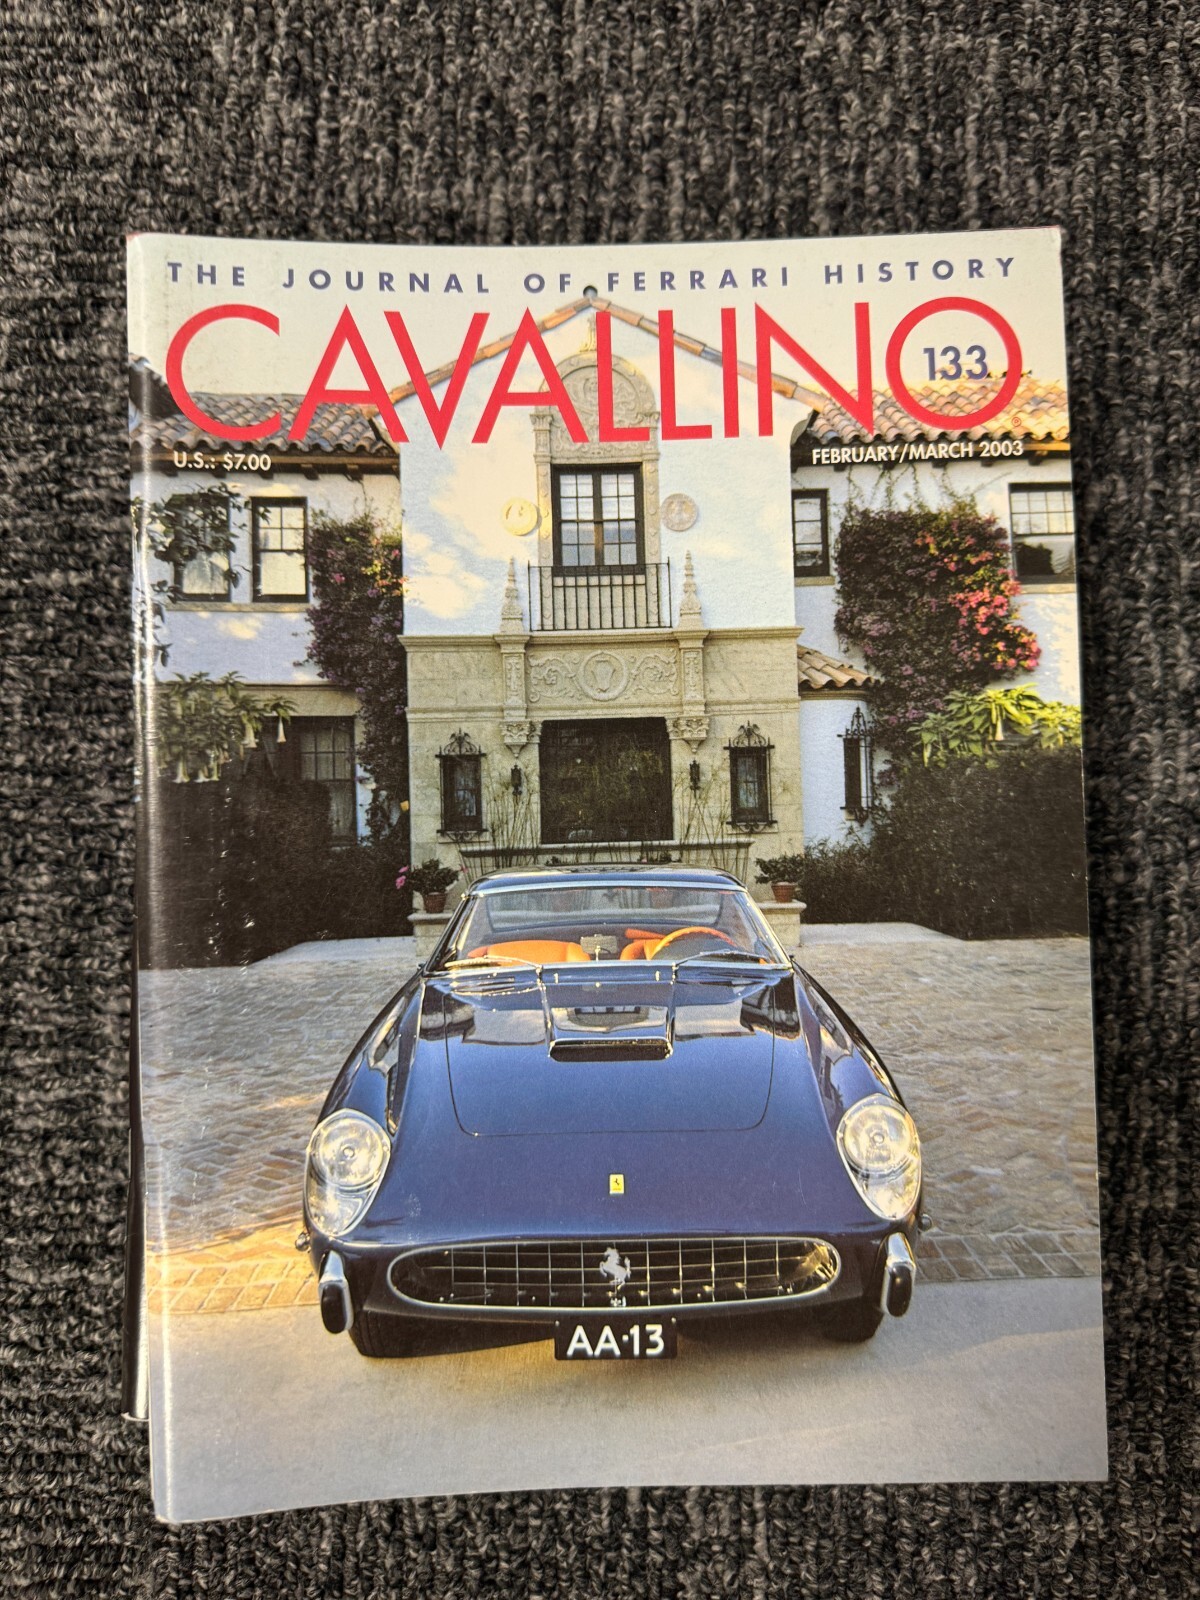 THE JOURNAL OF FERRARI HISTORY
CAVALLINO
133
U.S.: $7.00
FEBRUARY/MARCH 2003
AA·13